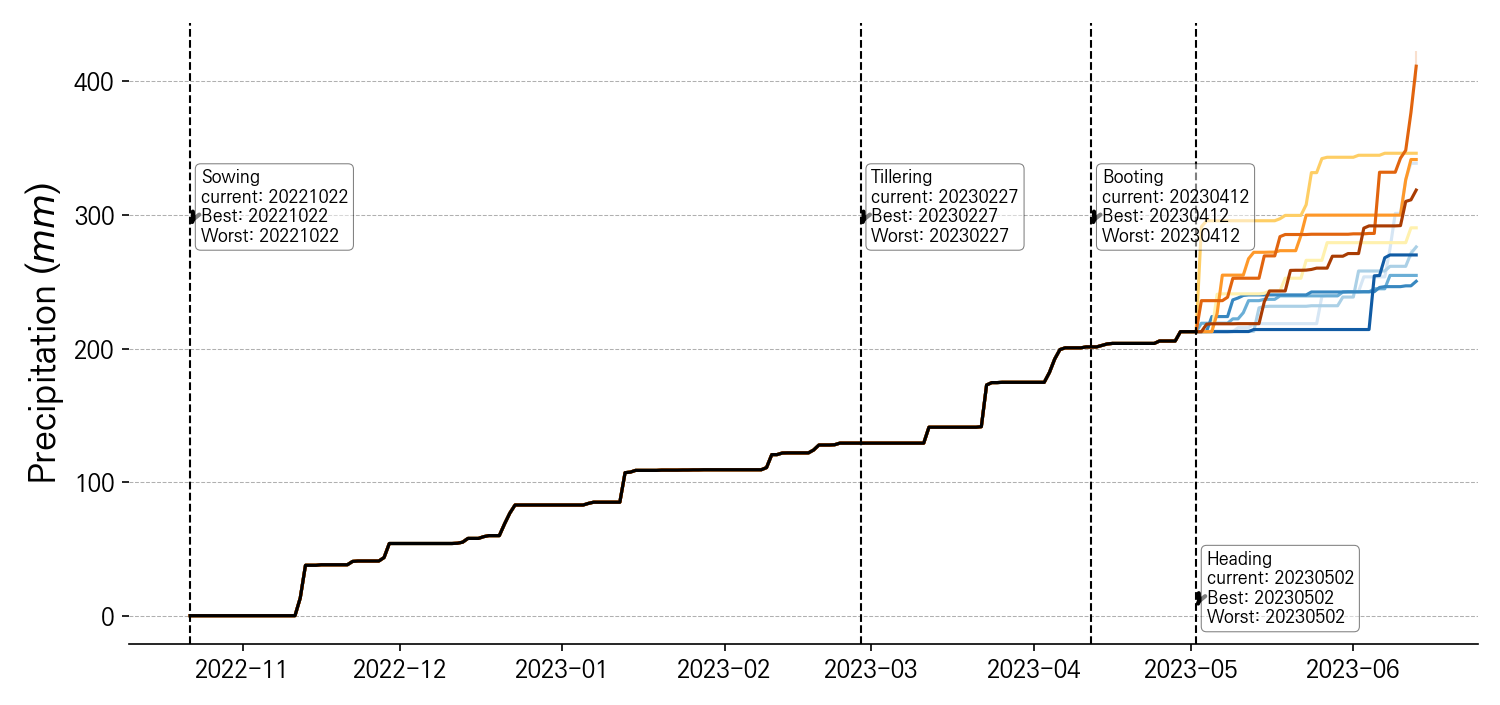 Precipitation (mm)
400
300
200
100
0
Sowing
current: 20221022
Best: 20221022
Worst: 20221022
Tillering
current: 20230227
Best: 20230227
Worst: 20230227
Booting
current: 20230412
Best: 20230412
Worst: 20230412
Heading
current: 20230502
Best: 20230502
Worst: 20230502
2022−11
2022−12
2023−01
2023−02
2023−03
2023−04
2023−05
2023−06